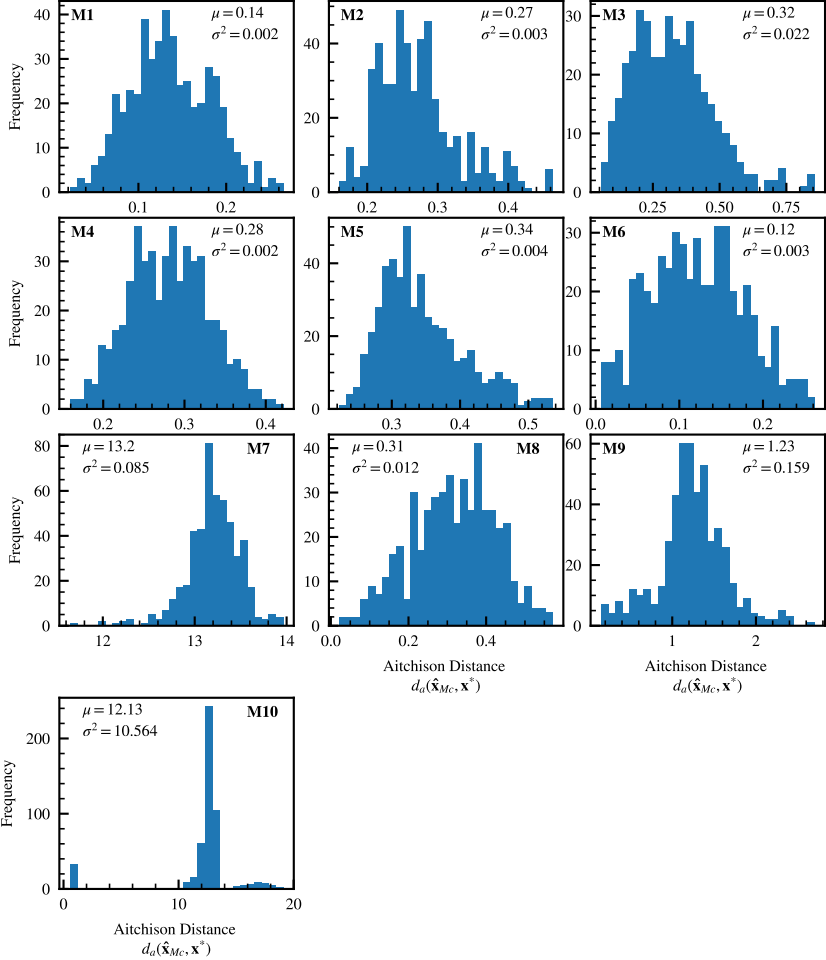 M1
μ = 0.14
σ² = 0.002
Frequency
40
30
20
10
0
0.1 0.2
M2
μ = 0.27
σ² = 0.003
40
20
0
0.2 0.3 0.4
M3
μ = 0.32
σ² = 0.022
30
20
10
0
0.25 0.50 0.75
M4
μ = 0.28
σ² = 0.002
Frequency
30
20
10
0
0.2 0.3 0.4
M5
μ = 0.34
σ² = 0.004
40
20
0
0.3 0.4 0.5
M6
μ = 0.12
σ² = 0.003
30
20
10
0
0.0 0.1 0.2
M7
μ = 13.2
σ² = 0.085
Frequency
80
60
40
20
0
12 13 14
M8
μ = 0.31
σ² = 0.012
40
30
20
10
0
0.0 0.2 0.4
Aitchison Distance
dₐ(x̂_Mc, x*)
M9
μ = 1.23
σ² = 0.159
60
40
20
0
1 2
Aitchison Distance
dₐ(x̂_Mc, x*)
M10
μ = 12.13
σ² = 10.564
Frequency
200
100
0
0 10 20
Aitchison Distance
dₐ(x̂_Mc, x*)